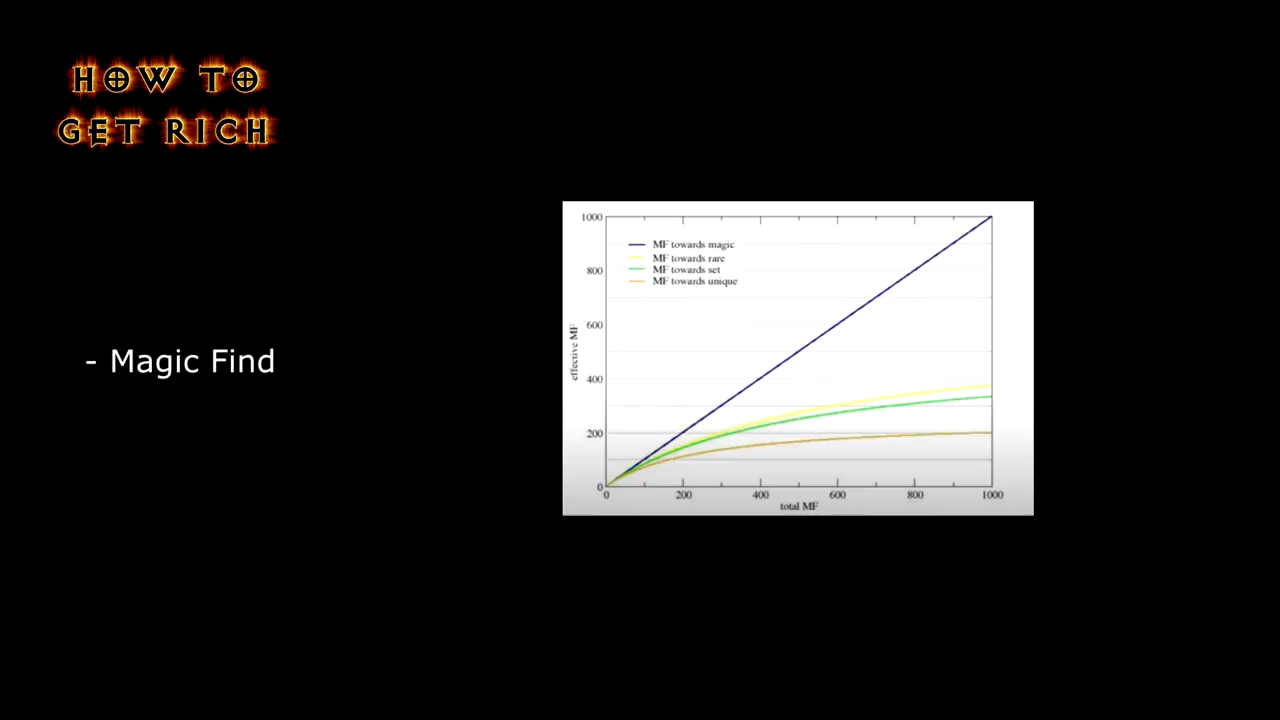 HOW TO
GET RICH
- Magic Find
1000
800
600
400
200
0
effective MF
MF towards magic
MF towards rare
MF towards set
MF towards unique
0 200 400 600 800 1000
total MF